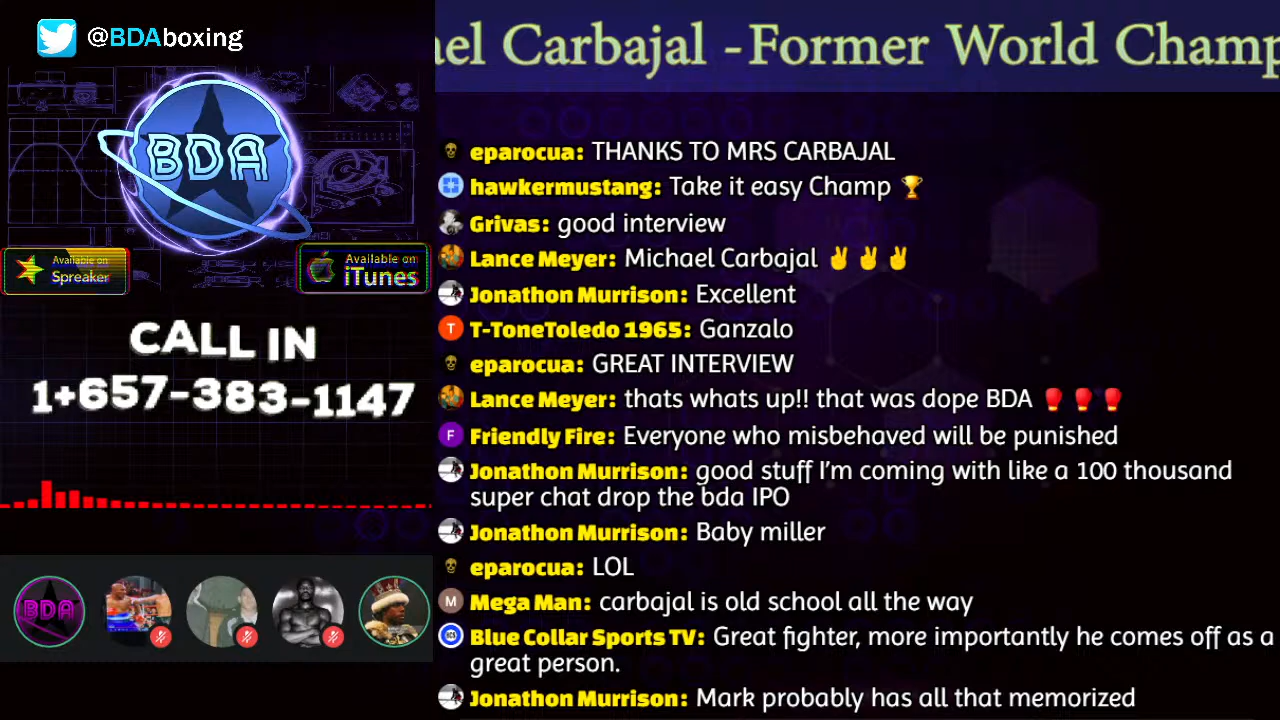 @BDAboxing
ael Carbajal -Former World Champ
BDA
Available on
Spreaker
Available on
iTunes
CALL IN
1+657-383-1147
BDA
eparocua: THANKS TO MRS CARBAJAL
hawkermustang: Take it easy Champ 🏆
Grivas: good interview
Lance Meyer: Michael Carbajal ✌️✌️✌️
Jonathon Murrison: Excellent
T
T-ToneToledo 1965: Ganzalo
eparocua: GREAT INTERVIEW
Lance Meyer: thats whats up!! that was dope BDA 🥊🥊🥊
F
Friendly Fire: Everyone who misbehaved will be punished
Jonathon Murrison: good stuff I'm coming with like a 100 thousand
super chat drop the bda IPO
Jonathon Murrison: Baby miller
eparocua: LOL
M
Mega Man: carbajal is old school all the way
Blue Collar Sports TV: Great fighter, more importantly he comes off as a
great person.
Jonathon Murrison: Mark probably has all that memorized